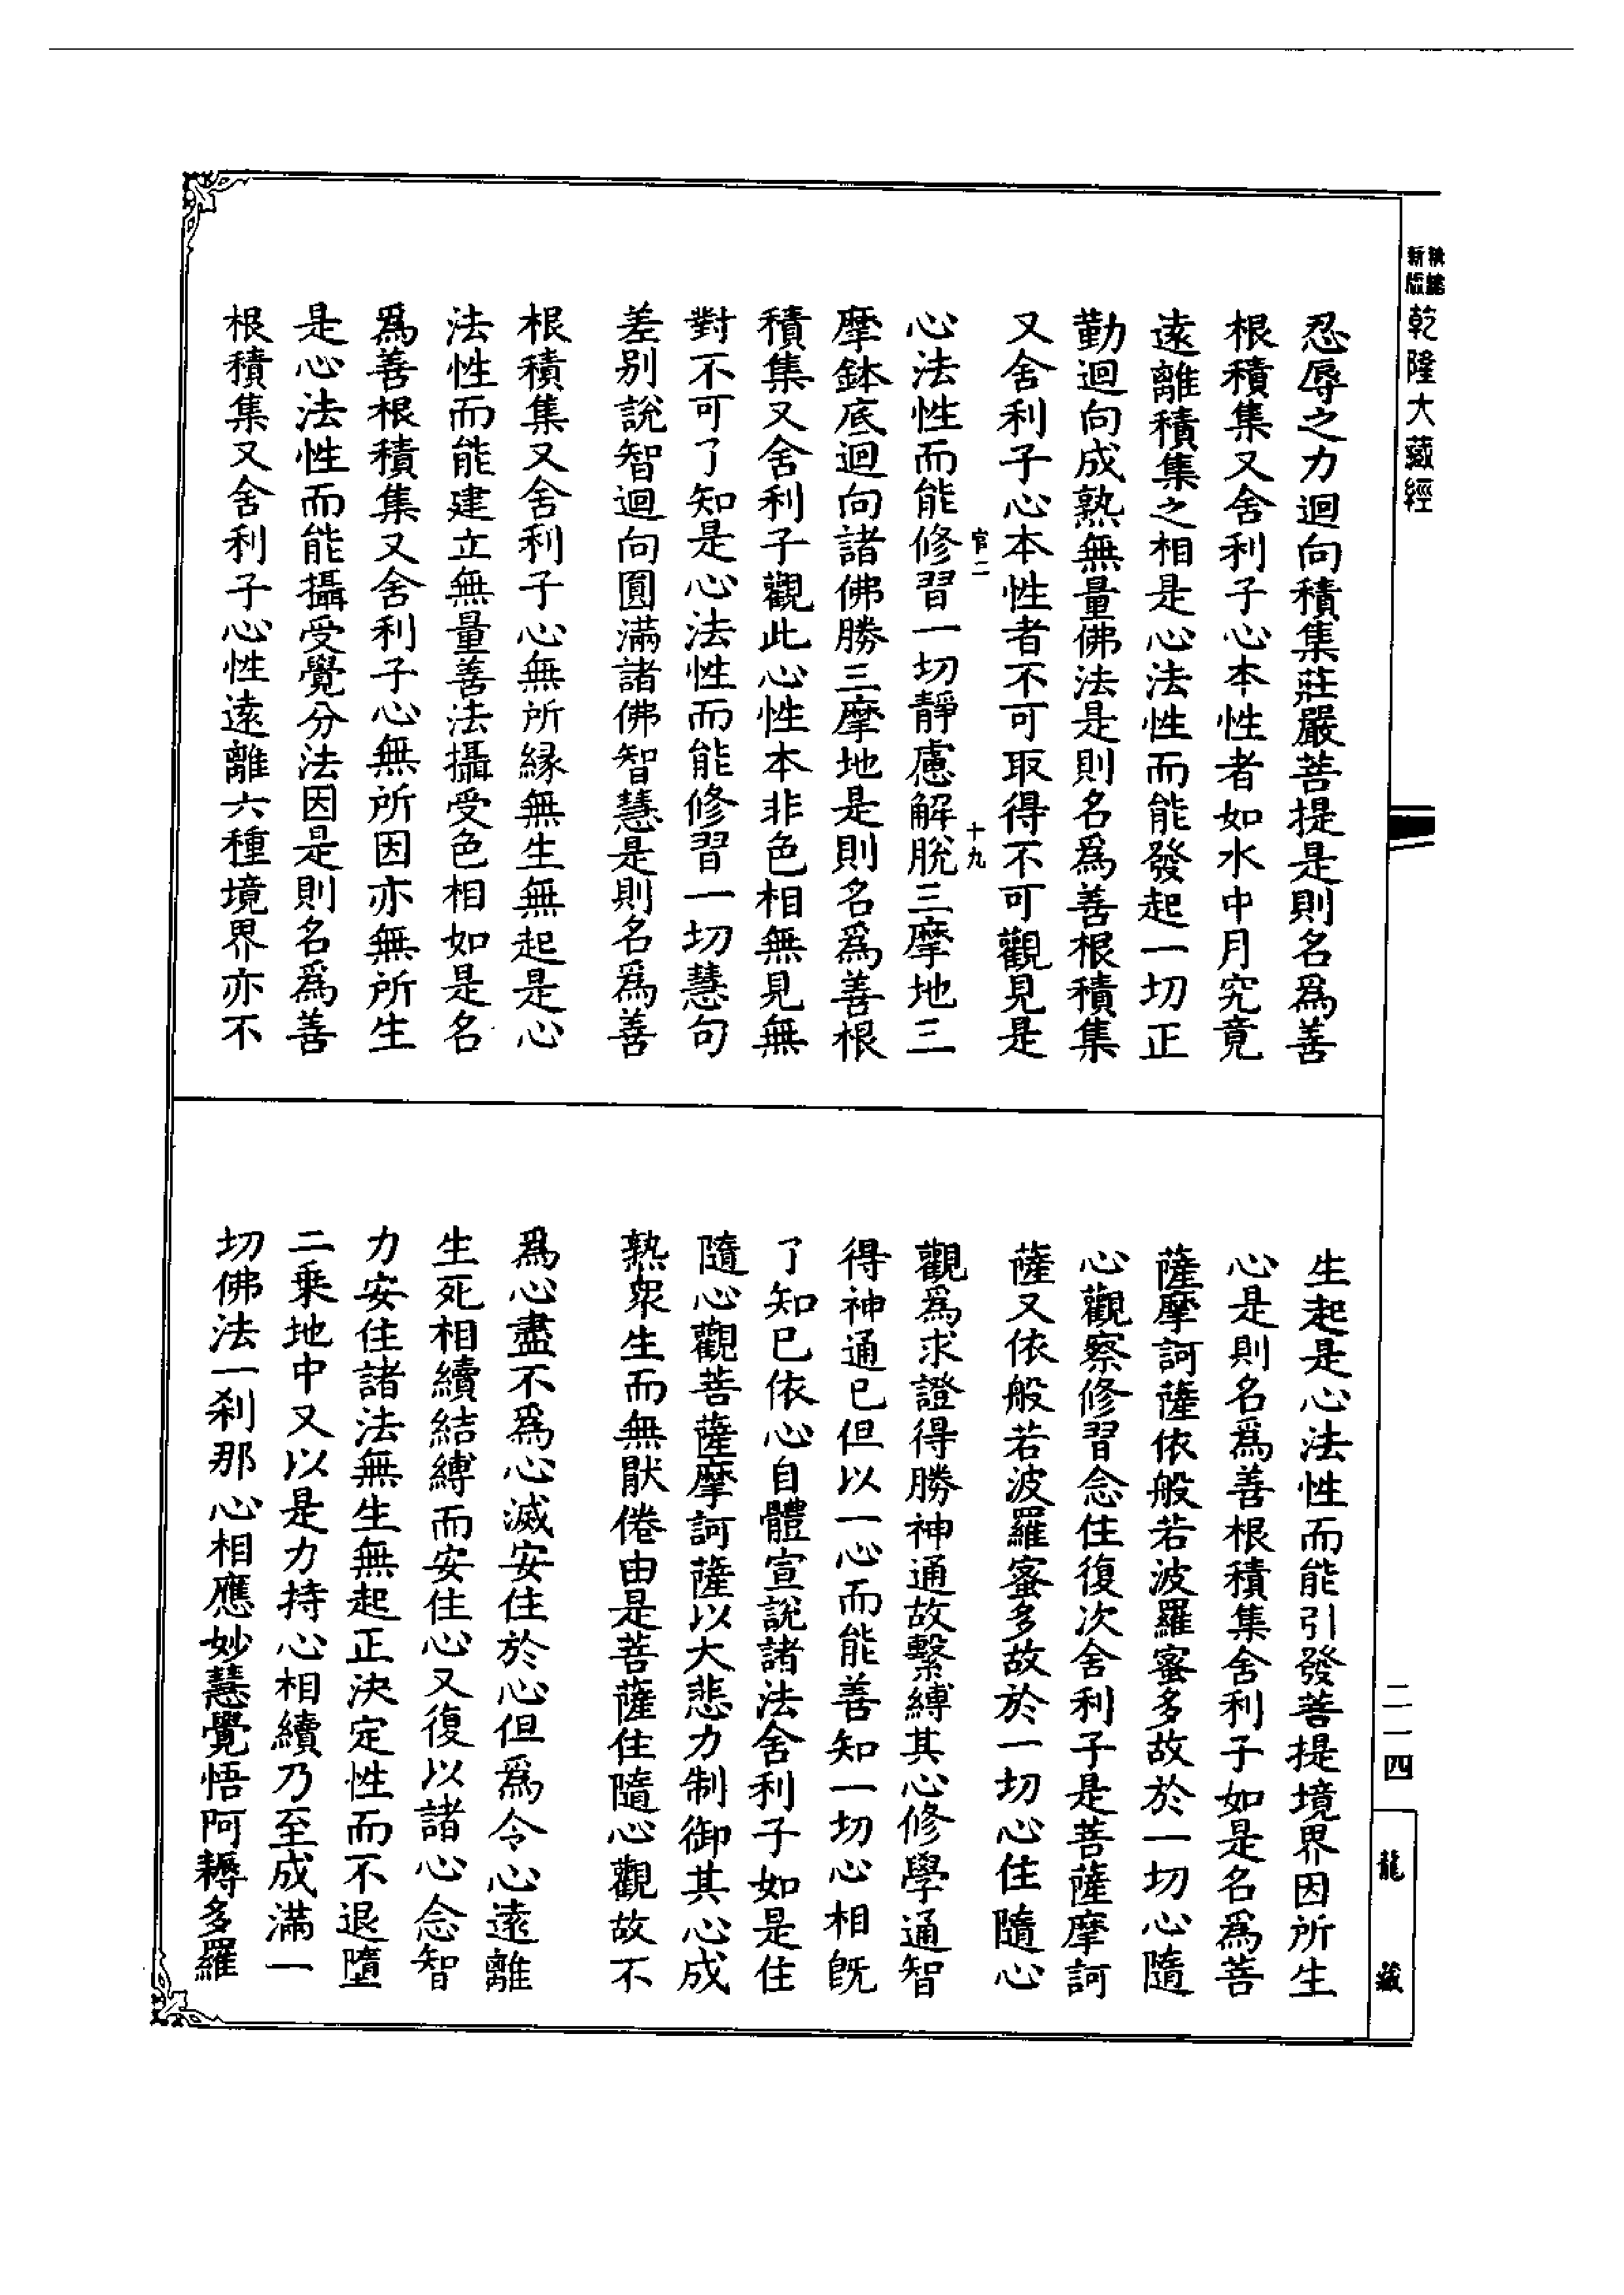 乾隆大藏經
忍辱之力迴向積集莊嚴菩提是則名爲善
根積集又舍利子心本性者如水中月究竟
遠離積集之相是心法性而能發起一切正
勤迴向成熟無量佛法是則名爲善根積集
又舍利子心本性者不可取得不可觀見是
官二
十九
心法性而能修習一切靜慮解脫三摩地三
摩鉢底迴向諸佛勝三摩地是則名爲善根
積集又舍利子觀此心性本非色相無見無
對不可了知是心法性而能修習一切慧句
差別說智迴向圓滿諸佛智慧是則名爲善
根積集又舍利子心無所緣無生無起是心
法性而能建立無量善法攝受色相如是名
爲善根積集又舍利子心無所因亦無所生
是心法性而能攝受覺分法因是則名爲善
根積集又舍利子心性遠離六種境界亦不
生起是心法性而能引發菩提境界因所生
心是則名爲善根積集舍利子如是名爲菩
薩摩訶薩依般若波羅蜜多故於一切心隨
心觀察修習念住復次舍利子是菩薩摩訶
薩又依般若波羅蜜多故於一切心住隨心
觀爲求證得勝神通故繫縛其心修學通智
得神通已但以一心而能善知一切心相旣
了知已依心自體宣說諸法舍利子如是住
隨心觀菩薩摩訶薩以大悲力制御其心成
熟衆生而無猒倦由是菩薩住隨心觀故不
爲心盡不爲心滅安住於心但爲令心遠離
生死相續結縛而安住心又復以諸心念智
力安住諸法無生無起正決定性而不退墮
二乘地中又以是力持心相續乃至成滿一
切佛法一刹那心相應妙慧覺悟阿耨多羅
二一四
龍藏